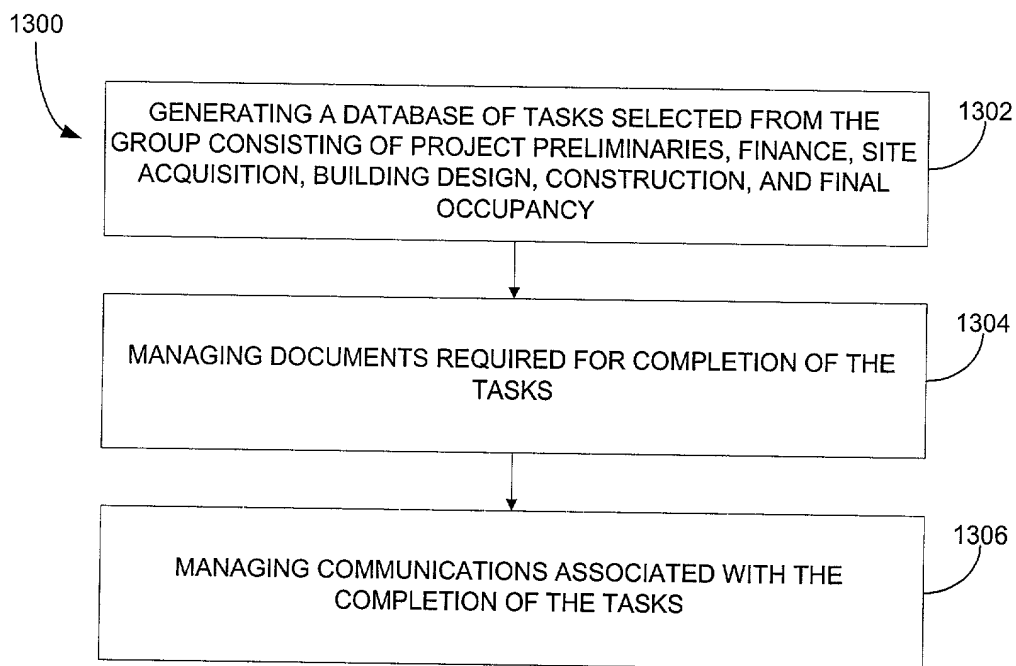 1300
GENERATING A DATABASE OF TASKS SELECTED FROM THE
GROUP CONSISTING OF PROJECT PRELIMINARIES, FINANCE, SITE
ACQUISITION, BUILDING DESIGN, CONSTRUCTION, AND FINAL
OCCUPANCY
1302
MANAGING DOCUMENTS REQUIRED FOR COMPLETION OF THE
TASKS
1304
MANAGING COMMUNICATIONS ASSOCIATED WITH THE
COMPLETION OF THE TASKS
1306